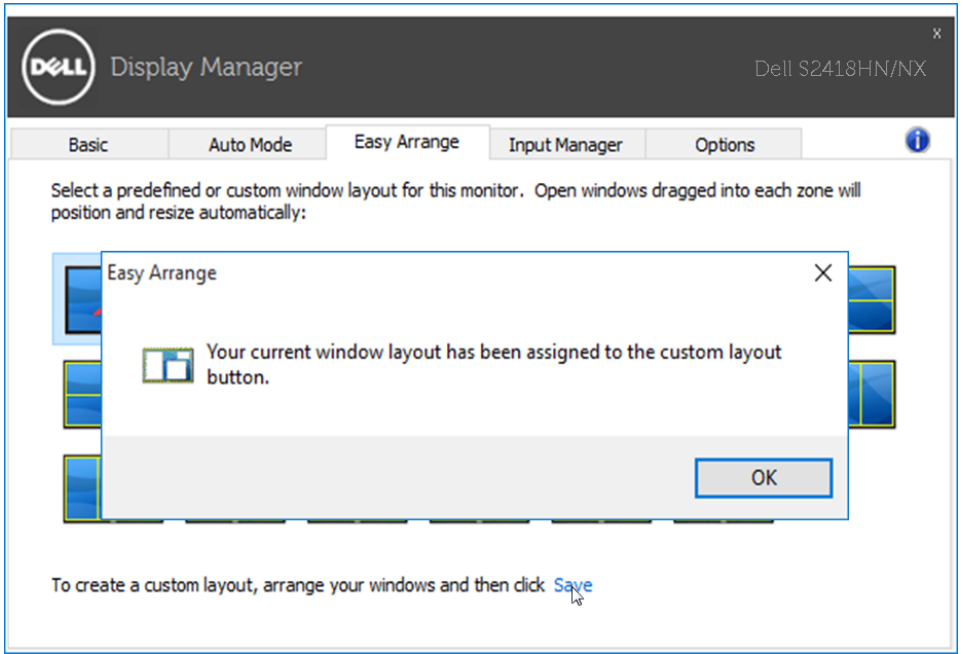 x
DELL Display Manager
Dell S2418HN/NX
Basic Auto Mode Easy Arrange Input Manager Options i
Select a predefined or custom window layout for this monitor. Open windows dragged into each zone will
position and resize automatically:
Easy Arrange
Your current window layout has been assigned to the custom layout
button.
OK
To create a custom layout, arrange your windows and then click Save